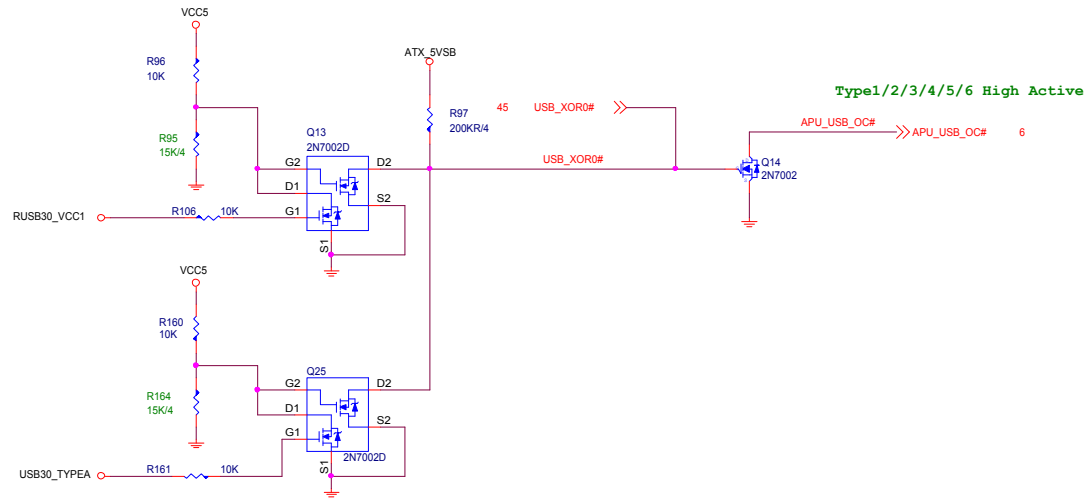 VCC5
R96
10K
R95
15K/4
RUSB30_VCC1
R106 10K
Q13
2N7002D
G2
D1
G1
S1
D2
S2
ATX_5VSB
R97
200KR/4
45 USB_XOR0#
USB_XOR0#
Type1/2/3/4/5/6 High Active
APU_USB_OC#
APU_USB_OC# 6
Q14
2N7002
VCC5
R160
10K
R164
15K/4
USB30_TYPEA
R161 10K
Q25
G2
D1
G1
S1
D2
S2
2N7002D